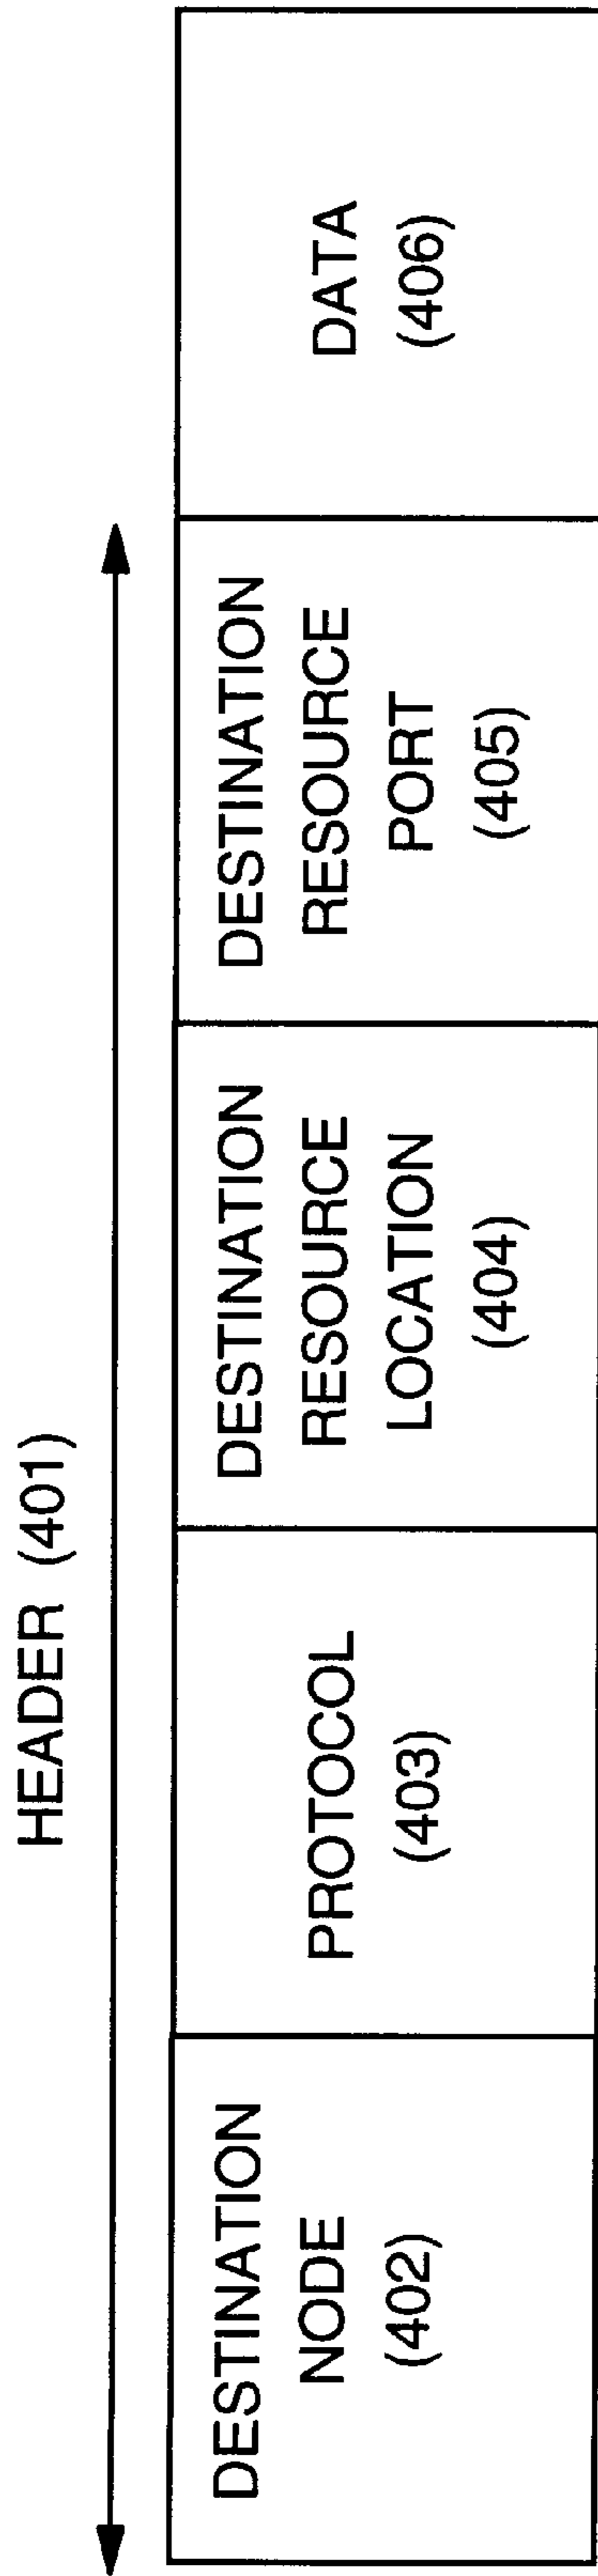 HEADER (401)
DESTINATION
NODE
(402)
PROTOCOL
(403)
DESTINATION
RESOURCE
LOCATION
(404)
DESTINATION
RESOURCE
PORT
(405)
DATA
(406)